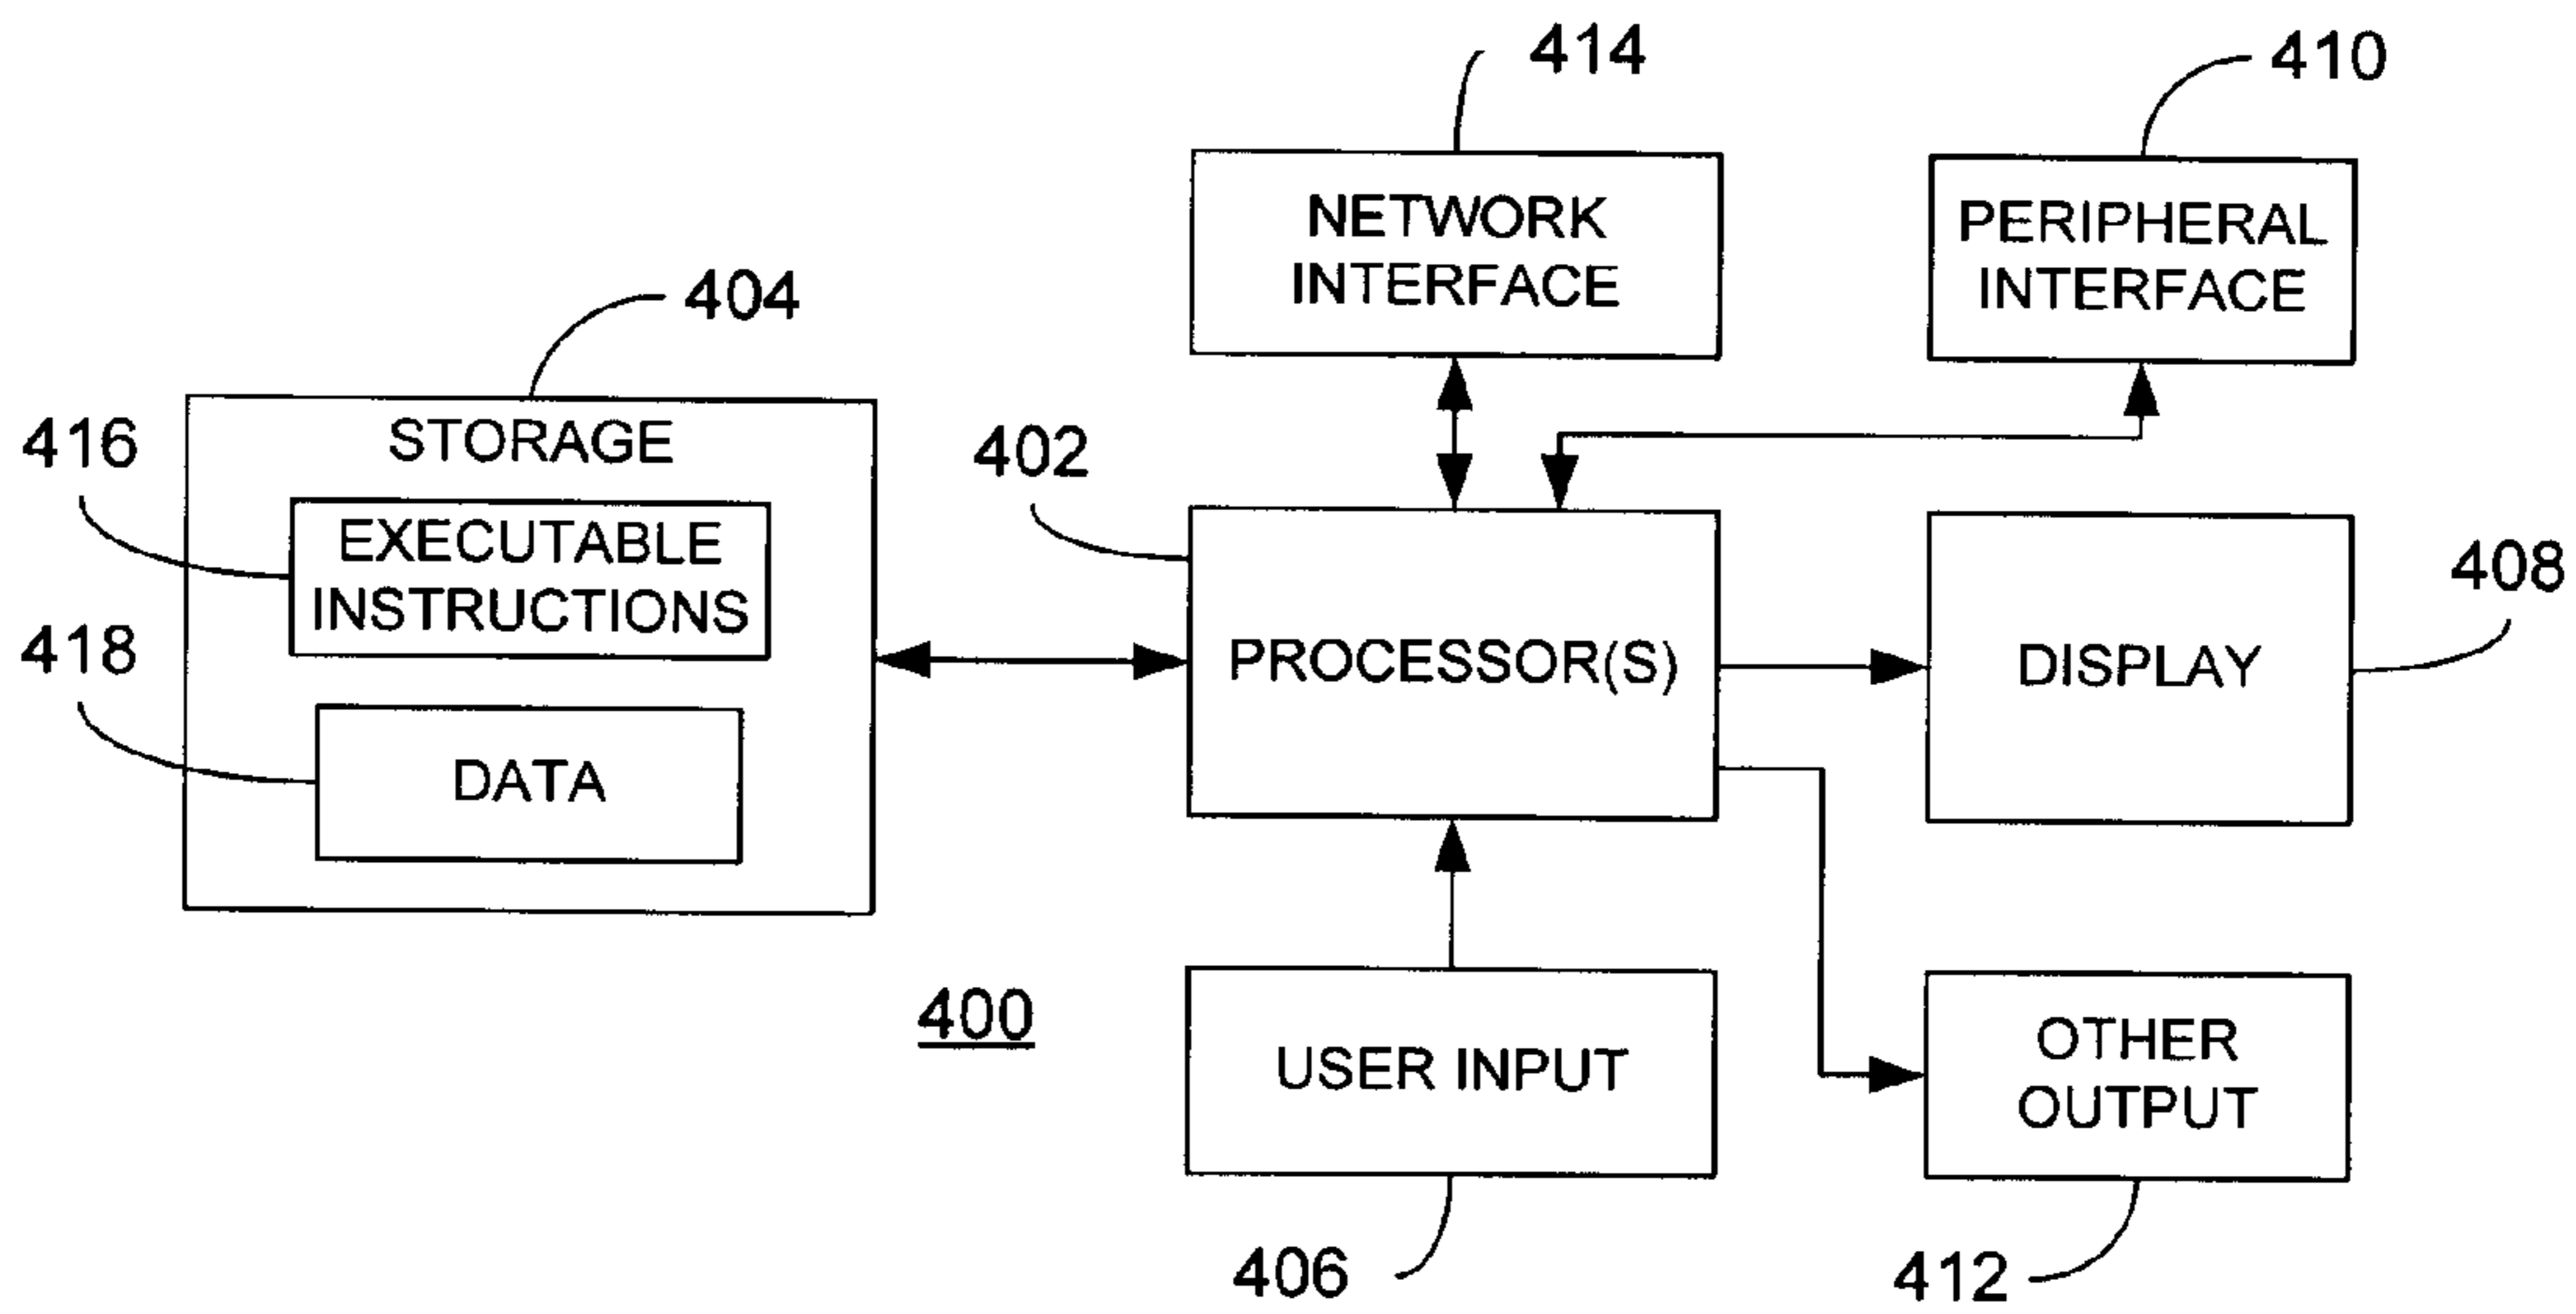 414
410
NETWORK
INTERFACE
PERIPHERAL
INTERFACE
404
STORAGE
416
EXECUTABLE
INSTRUCTIONS
418
DATA
402
PROCESSOR(S)
DISPLAY
408
400
USER INPUT
406
OTHER
OUTPUT
412